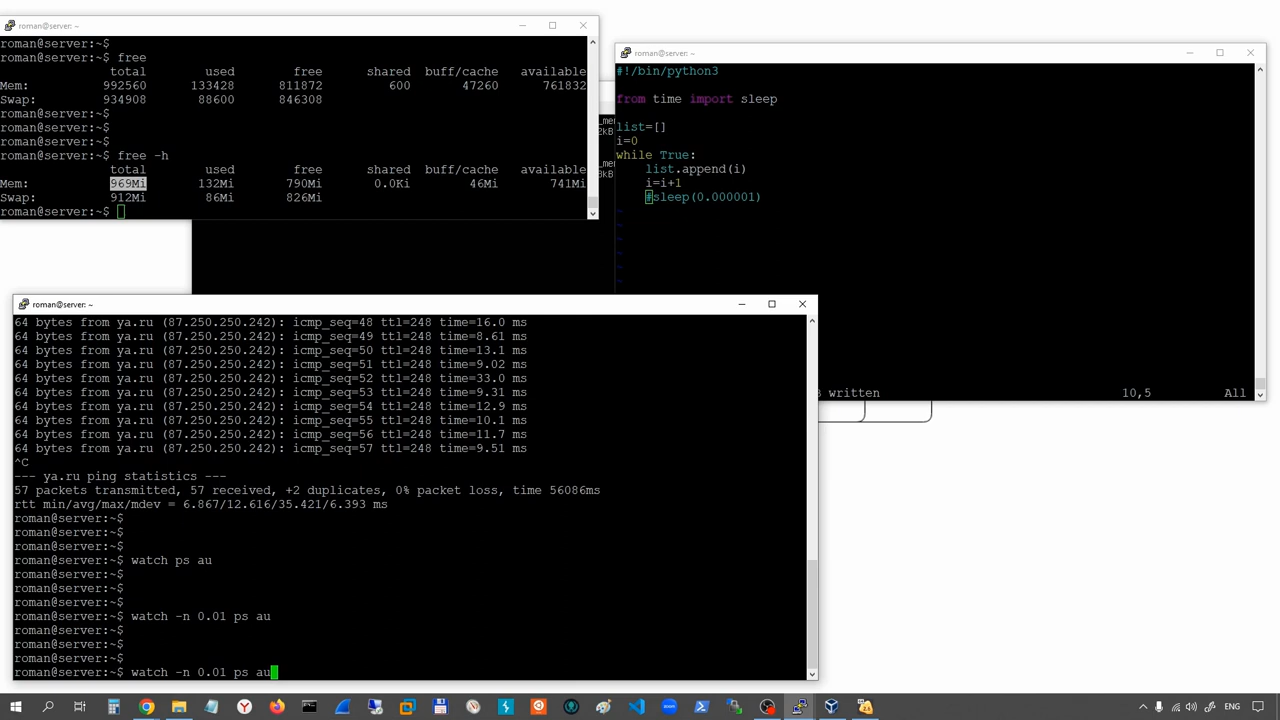 roman@server: ~
roman@server:~$
roman@server:~$ free
total used free shared buff/cache available
Mem: 992560 133428 811872 600 47260 761832
Swap: 934908 88600 846308
roman@server:~$
roman@server:~$
roman@server:~$
roman@server:~$ free -h
total used free shared buff/cache available
Mem: 969Mi 132Mi 790Mi 0.0Ki 46Mi 741Mi
Swap: 912Mi 86Mi 826Mi
roman@server:~$
roman@server: ~
#!/bin/python3
from time import sleep
list=[]
i=0
while True:
list.append(i)
i=i+1
#sleep(0.000001)
~
~
~
~
~
~
written 10,5 All
roman@server: ~
64 bytes from ya.ru (87.250.250.242): icmp_seq=48 ttl=248 time=16.0 ms
64 bytes from ya.ru (87.250.250.242): icmp_seq=49 ttl=248 time=8.61 ms
64 bytes from ya.ru (87.250.250.242): icmp_seq=50 ttl=248 time=13.1 ms
64 bytes from ya.ru (87.250.250.242): icmp_seq=51 ttl=248 time=9.02 ms
64 bytes from ya.ru (87.250.250.242): icmp_seq=52 ttl=248 time=33.0 ms
64 bytes from ya.ru (87.250.250.242): icmp_seq=53 ttl=248 time=9.31 ms
64 bytes from ya.ru (87.250.250.242): icmp_seq=54 ttl=248 time=12.9 ms
64 bytes from ya.ru (87.250.250.242): icmp_seq=55 ttl=248 time=10.1 ms
64 bytes from ya.ru (87.250.250.242): icmp_seq=56 ttl=248 time=11.7 ms
64 bytes from ya.ru (87.250.250.242): icmp_seq=57 ttl=248 time=9.51 ms
^C
--- ya.ru ping statistics ---
57 packets transmitted, 57 received, +2 duplicates, 0% packet loss, time 56086ms
rtt min/avg/max/mdev = 6.867/12.616/35.421/6.393 ms
roman@server:~$
roman@server:~$
roman@server:~$
roman@server:~$ watch ps au
roman@server:~$
roman@server:~$
roman@server:~$
roman@server:~$ watch -n 0.01 ps au
roman@server:~$
roman@server:~$
roman@server:~$
roman@server:~$ watch -n 0.01 ps au
ENG